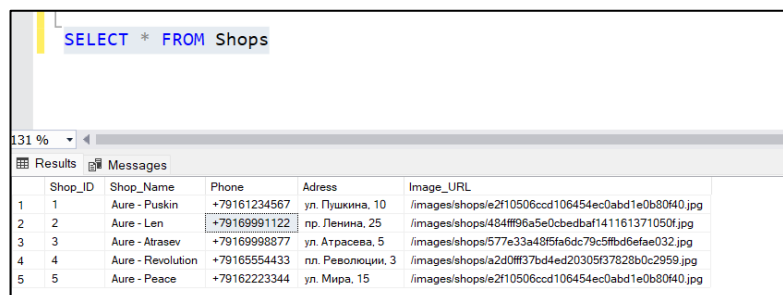 SELECT * FROM Shops
131 %
Results Messages
Shop_ID Shop_Name Phone Adress Image_URL
1 1 Aure - Puskin +79161234567 ул. Пушкина, 10 /images/shops/e2f10506ccd106454ec0abd1e0b80f40.jpg
2 2 Aure - Len +79169991122 пр. Ленина, 25 /images/shops/484fff96a5e0cbedbaf141161371050f.jpg
3 3 Aure - Atrasev +79169998877 ул. Атрасева, 5 /images/shops/577e33a48f5fa6dc79c5ffbd6efae032.jpg
4 4 Aure - Revolution +79165554433 пл. Революции, 3 /images/shops/a2d0fff37bd4ed20305f37828b0c2959.jpg
5 5 Aure - Peace +79162223344 ул. Мира, 15 /images/shops/e2f10506ccd106454ec0abd1e0b80f40.jpg